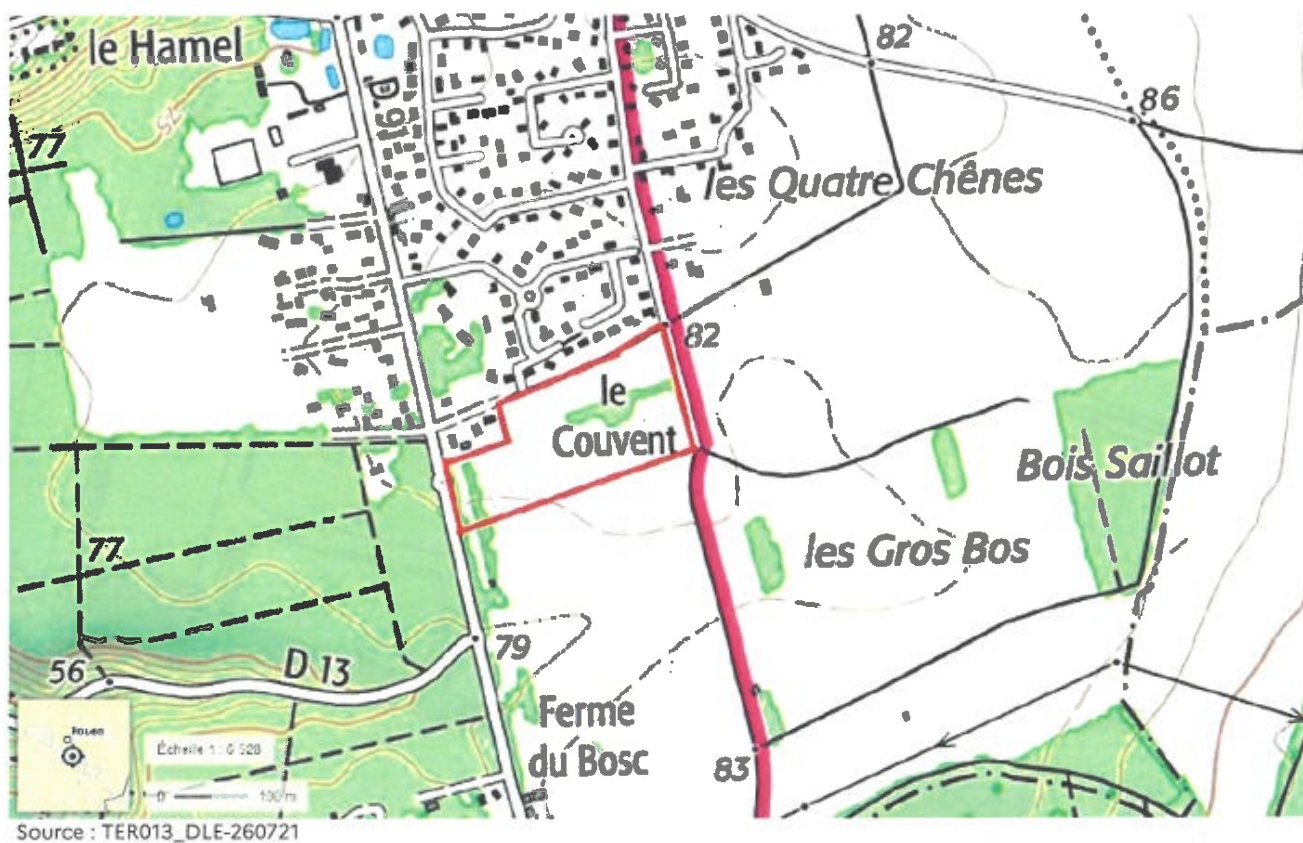 le Hamel
D. 91
82
86
77
les Quatre Chênes
82
le
Couvent
Bois Saillot
les Gros Bos
77
79
56
D 13
Ferme
du Bosc
83
Rouen
Échelle 1 : 8 528
0
100 m
Source : TER013_DLE-260721